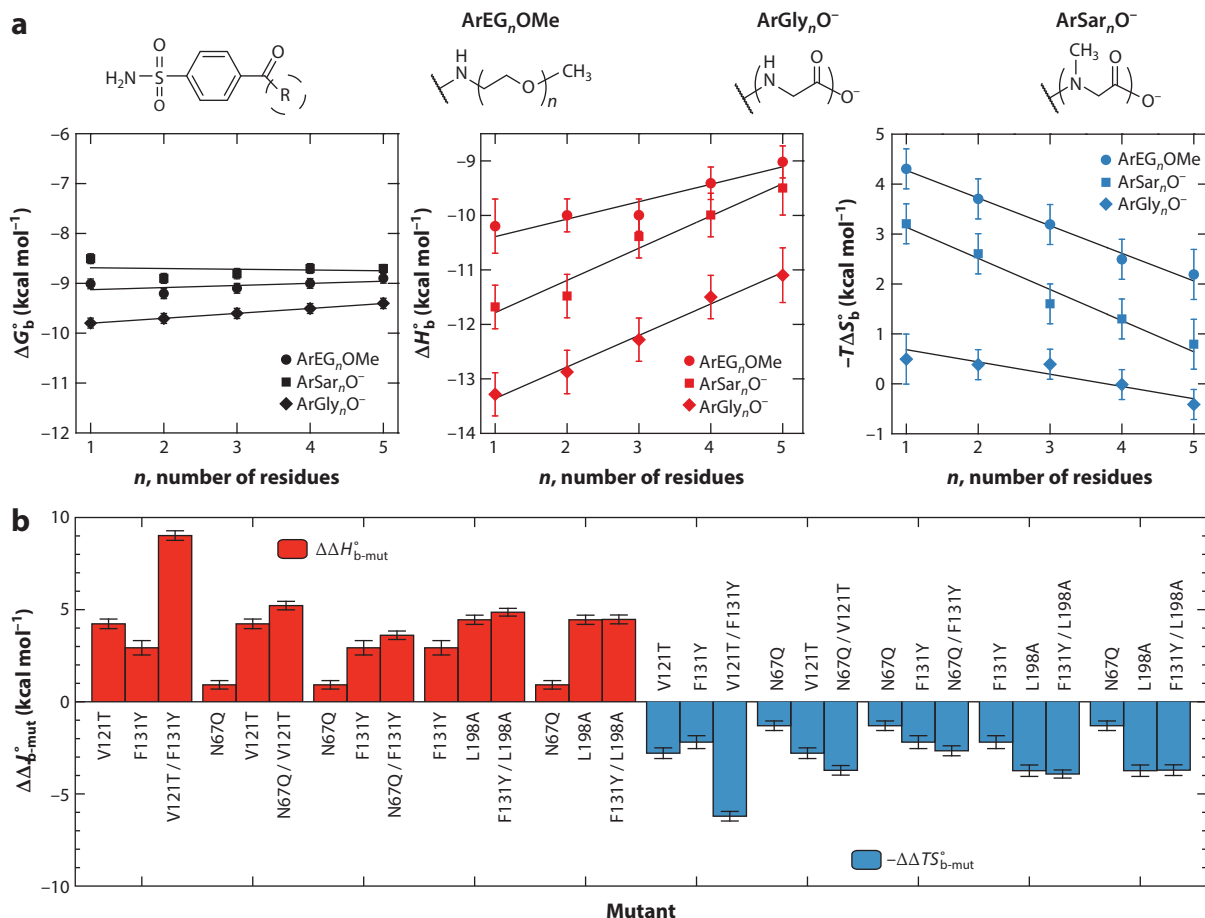 a
ArEGnOMe
ArGlynO−
ArSarnO−
H2N
S
O
O
O
R
H
N
O
CH3
n
H
N
O
O−
n
CH3
N
O
O−
n
ΔG°b (kcal mol−1)
−6
−7
−8
−9
−10
−11
−12
ArEGnOMe
ArSarnO−
ArGlynO−
1 2 3 4 5
n, number of residues
ΔH°b (kcal mol−1)
−9
−10
−11
−12
−13
−14
ArEGnOMe
ArSarnO−
ArGlynO−
1 2 3 4 5
n, number of residues
−TΔS°b (kcal mol−1)
5
4
3
2
1
0
−1
ArEGnOMe
ArSarnO−
ArGlynO−
1 2 3 4 5
n, number of residues
b
ΔΔJ°b-mut (kcal mol−1)
10
5
0
−5
−10
ΔΔH°b-mut
V121T
F131Y
V121T / F131Y
N67Q
V121T
N67Q / V121T
N67Q
F131Y
N67Q / F131Y
F131Y
L198A
F131Y / L198A
N67Q
L198A
F131Y / L198A
V121T
F131Y
V121T / F131Y
N67Q
V121T
N67Q / V121T
N67Q
F131Y
N67Q / F131Y
F131Y
L198A
F131Y / L198A
N67Q
L198A
F131Y / L198A
−ΔΔTS°b-mut
Mutant